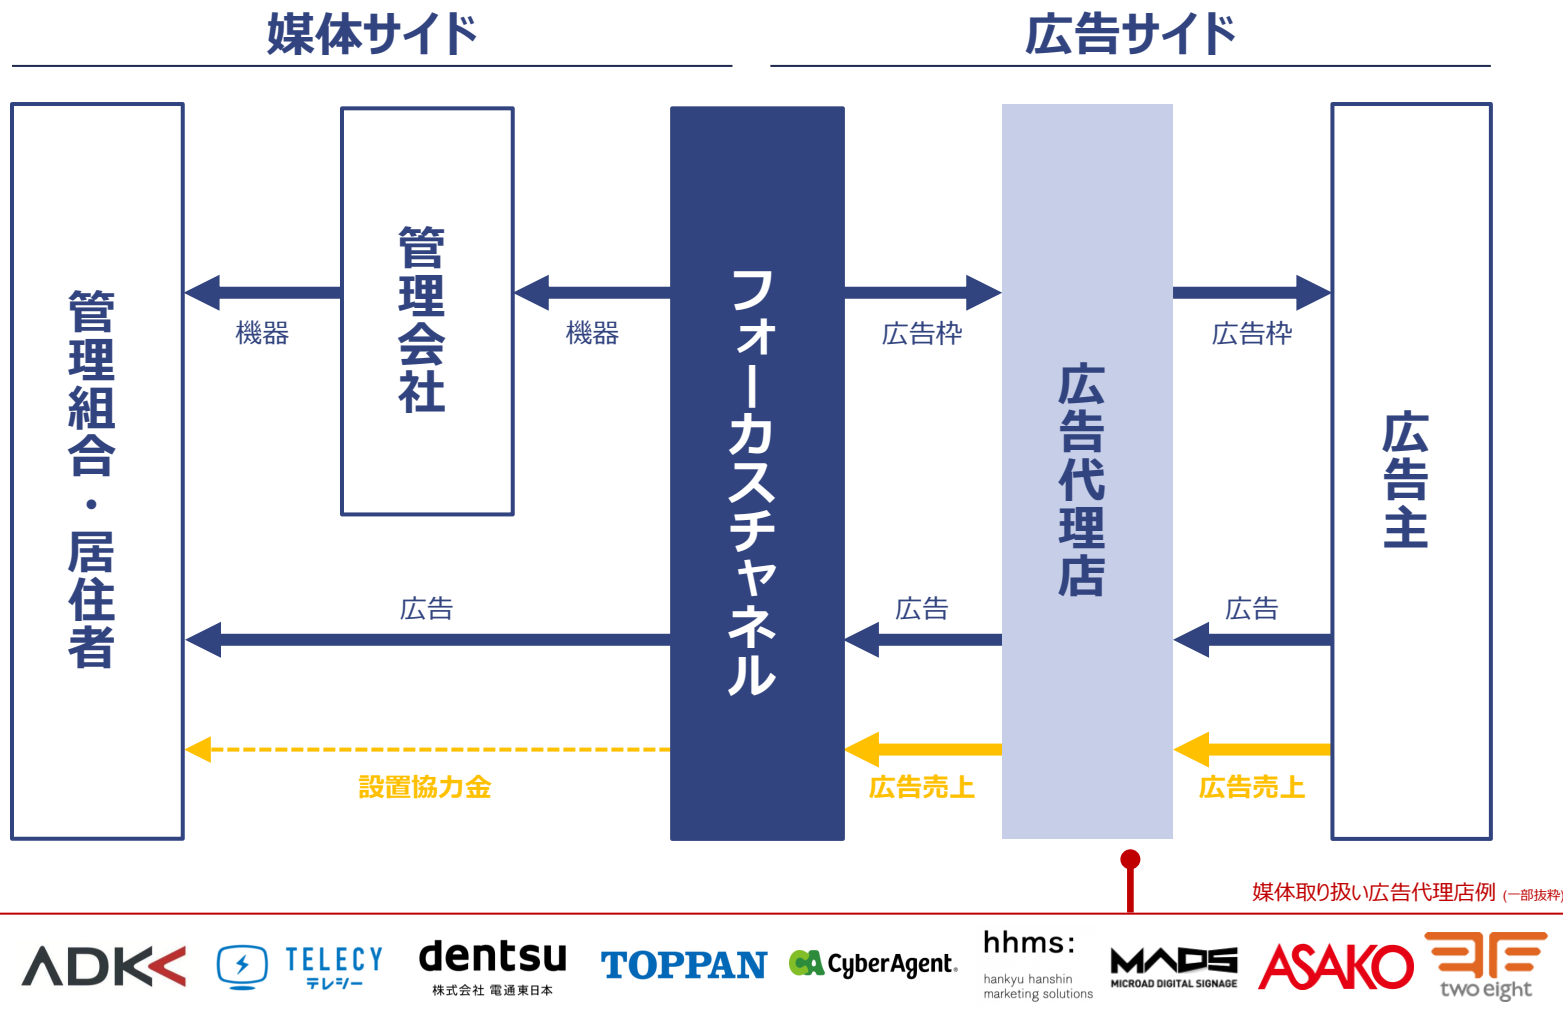 媒体サイド
広告サイド
管理組合・居住者
管理会社
フォーカスチャネル
広告代理店
広告主
機器
機器
広告枠
広告枠
広告
広告
広告
設置協力金
広告売上
広告売上
媒体取り扱い広告代理店例 (一部抜粋)
ADK
TELECY
テレシー
dentsu
株式会社 電通東日本
TOPPAN
CA CyberAgent.
hhms:
hankyu hanshin
marketing solutions
MADS
MICROAD DIGITAL SIGNAGE
ASAKO
two eight